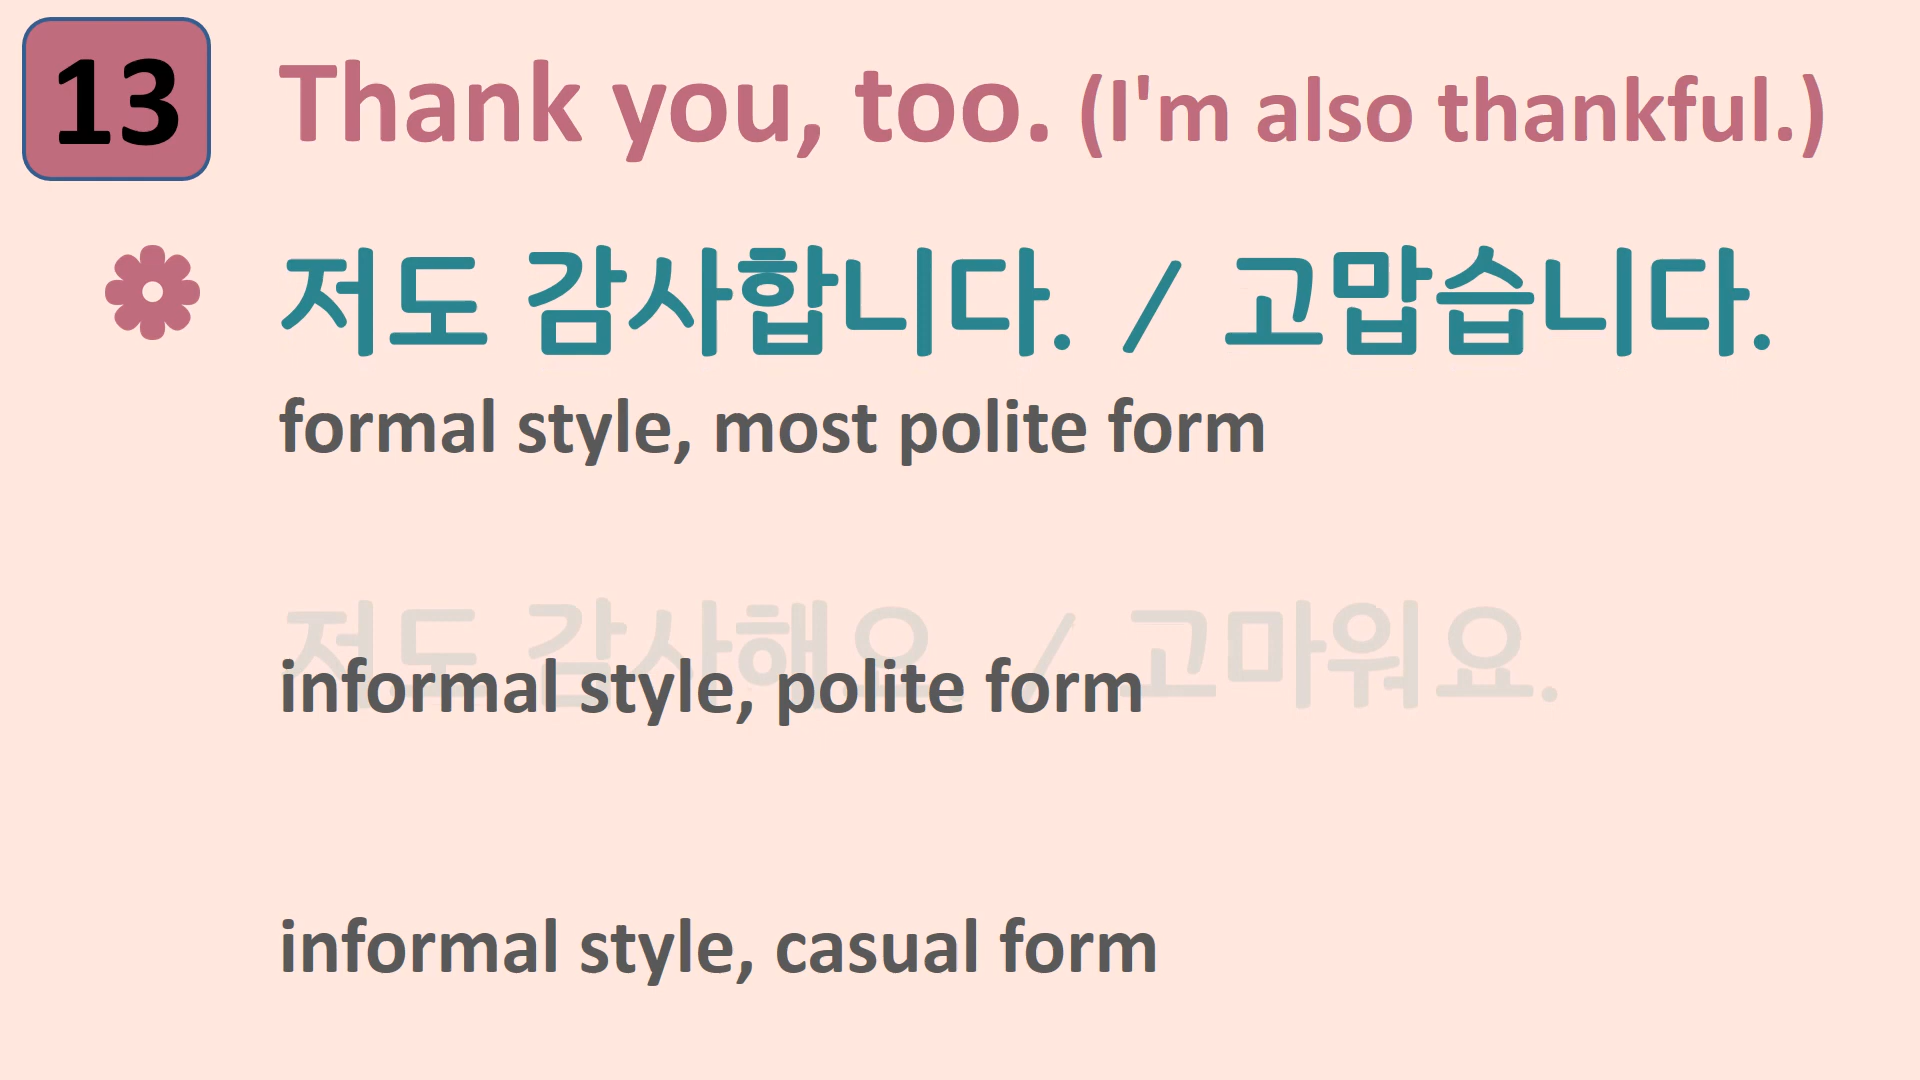 13
Thank you, too. (I'm also thankful.)
저도 감사합니다. / 고맙습니다.
formal style, most polite form
저도 감사해요. / 고마워요.
informal style, polite form
informal style, casual form